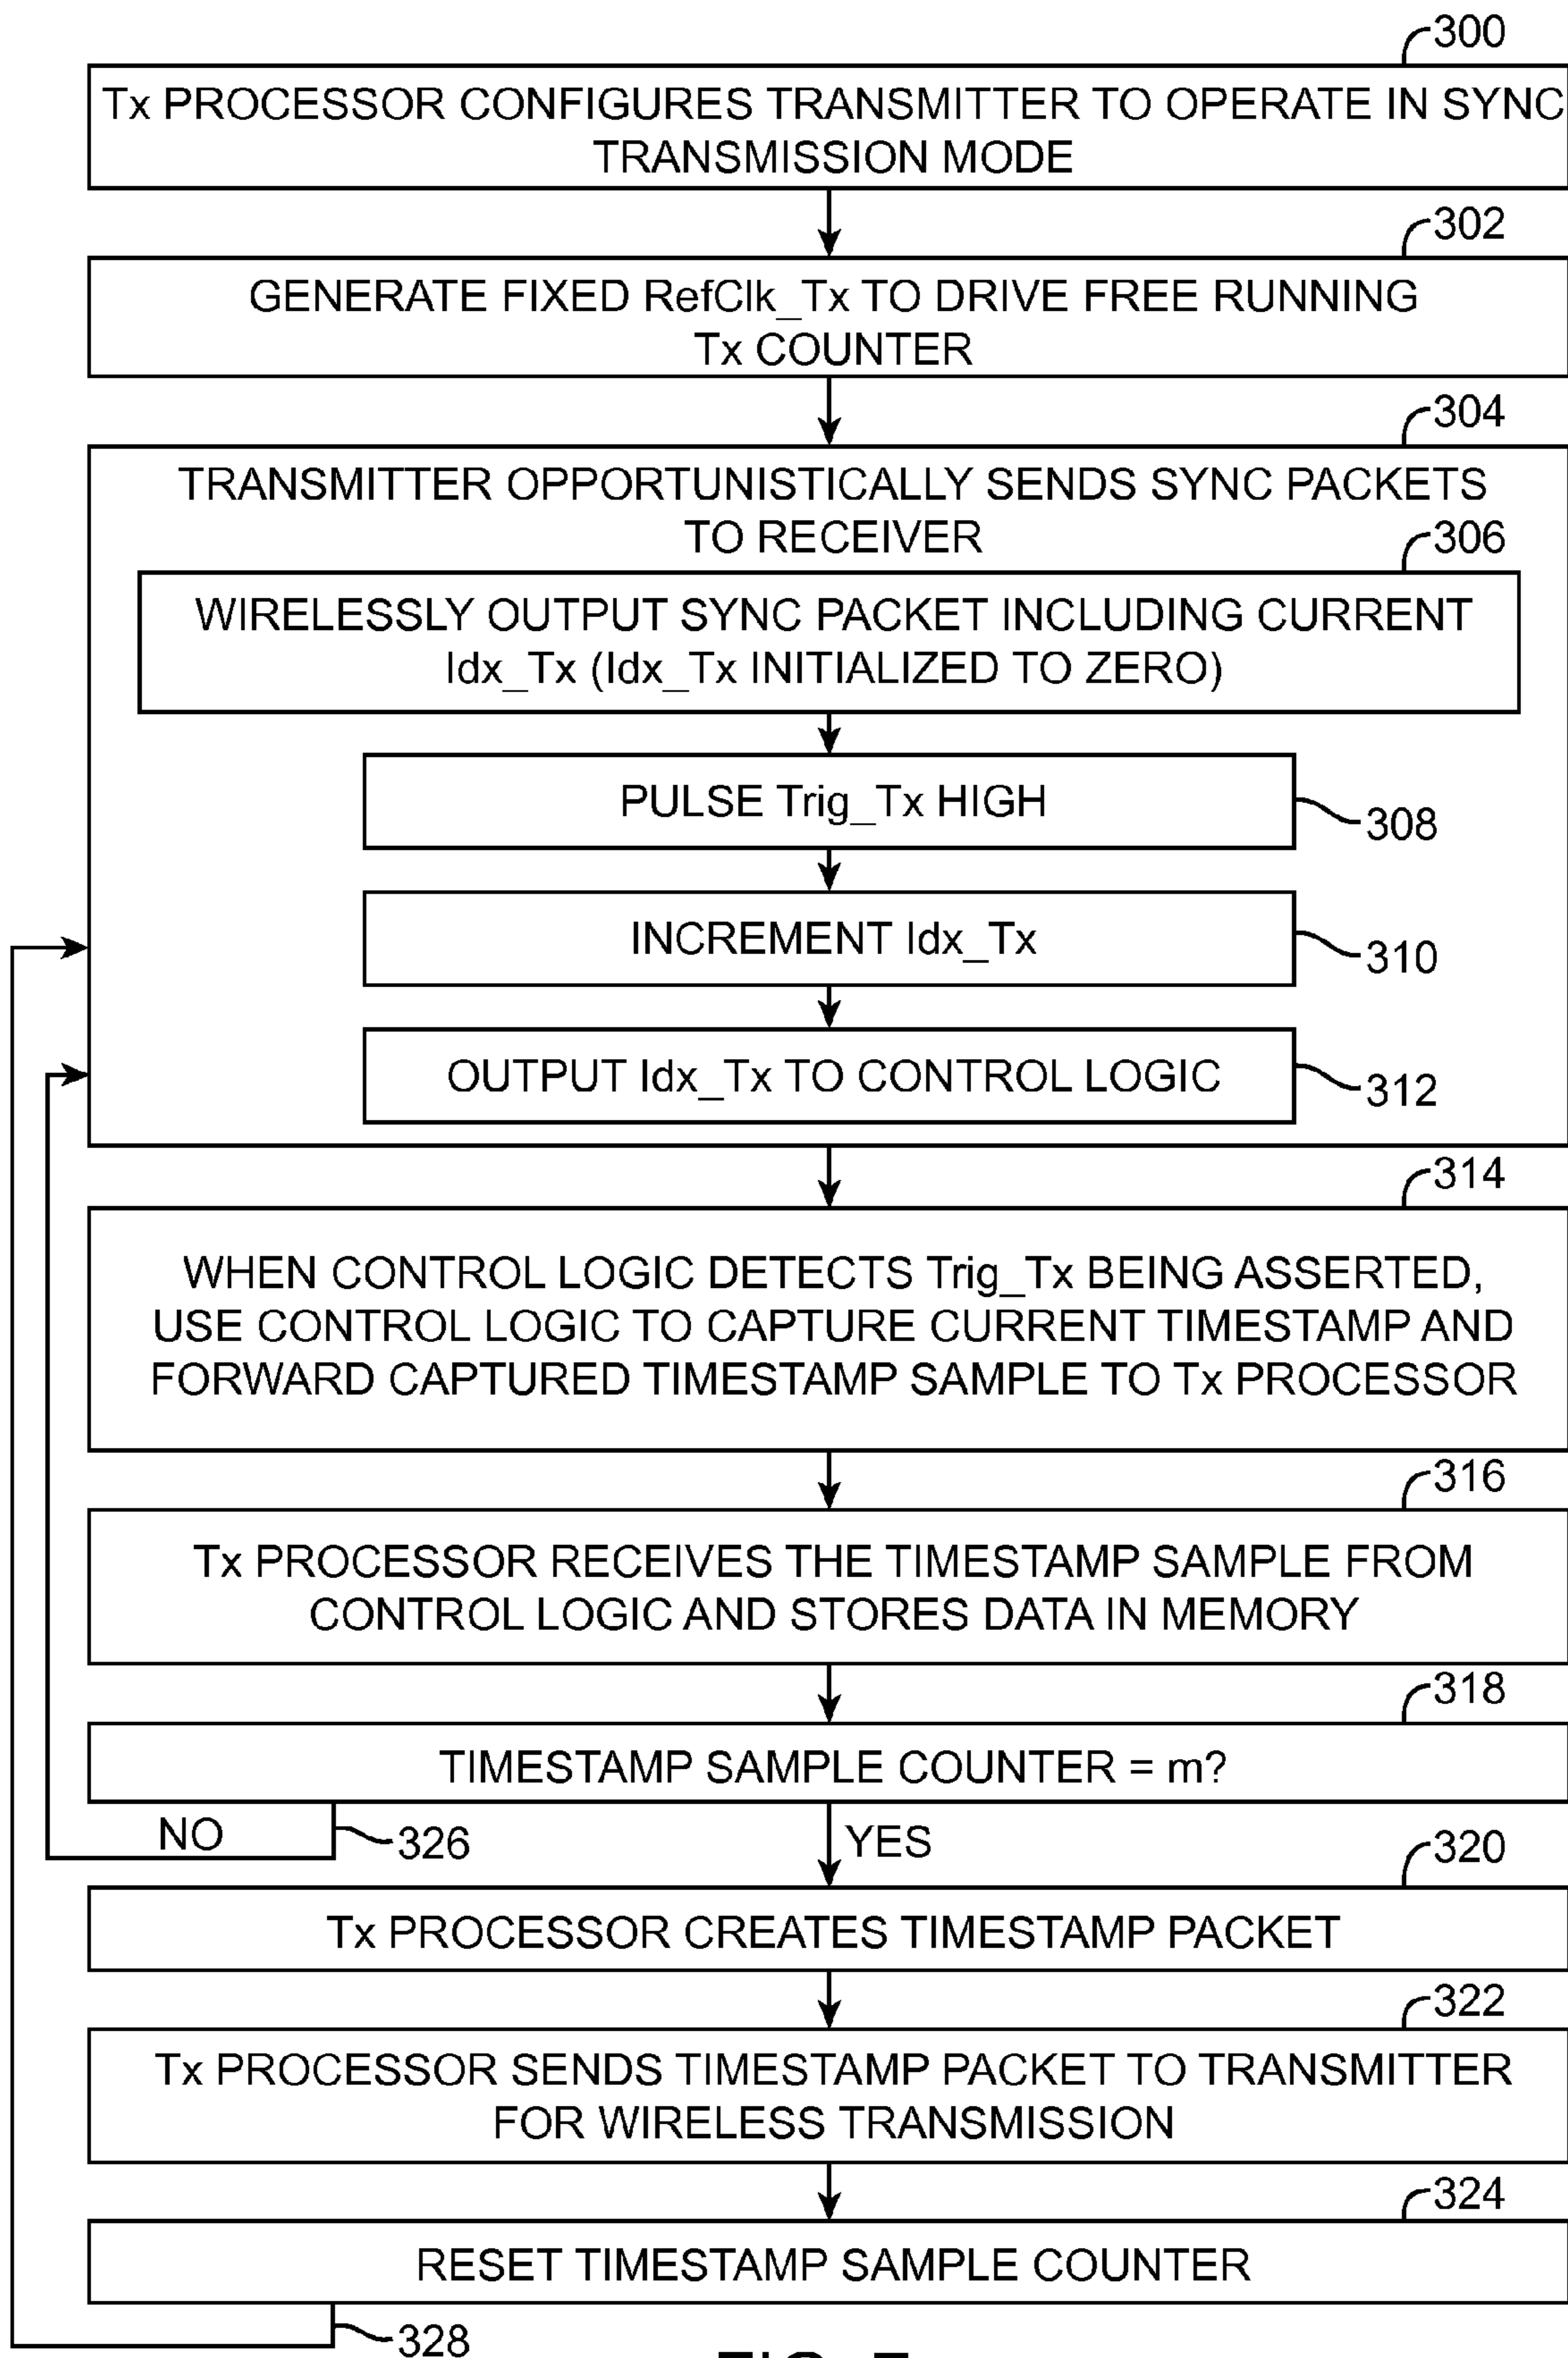 300
Tx PROCESSOR CONFIGURES TRANSMITTER TO OPERATE IN SYNC
TRANSMISSION MODE
302
GENERATE FIXED RefClk_Tx TO DRIVE FREE RUNNING
Tx COUNTER
304
TRANSMITTER OPPORTUNISTICALLY SENDS SYNC PACKETS
TO RECEIVER
306
WIRELESSLY OUTPUT SYNC PACKET INCLUDING CURRENT
Idx_Tx (Idx_Tx INITIALIZED TO ZERO)
PULSE Trig_Tx HIGH
308
INCREMENT Idx_Tx
310
OUTPUT Idx_Tx TO CONTROL LOGIC
312
314
WHEN CONTROL LOGIC DETECTS Trig_Tx BEING ASSERTED,
USE CONTROL LOGIC TO CAPTURE CURRENT TIMESTAMP AND
FORWARD CAPTURED TIMESTAMP SAMPLE TO Tx PROCESSOR
316
Tx PROCESSOR RECEIVES THE TIMESTAMP SAMPLE FROM
CONTROL LOGIC AND STORES DATA IN MEMORY
318
TIMESTAMP SAMPLE COUNTER = m?
NO
326
YES
320
Tx PROCESSOR CREATES TIMESTAMP PACKET
322
Tx PROCESSOR SENDS TIMESTAMP PACKET TO TRANSMITTER
FOR WIRELESS TRANSMISSION
324
RESET TIMESTAMP SAMPLE COUNTER
328